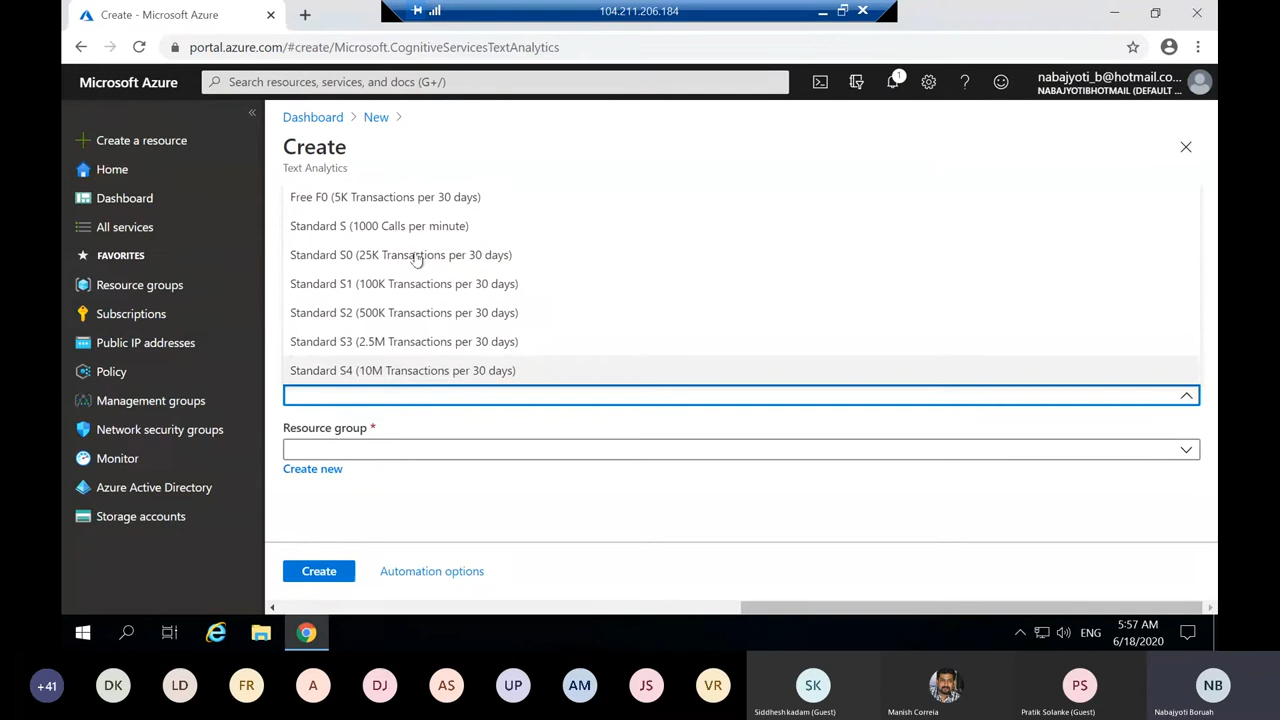 Create - Microsoft Azure
104.211.206.184
portal.azure.com/#create/Microsoft.CognitiveServicesTextAnalytics
Microsoft Azure
Search resources, services, and docs (G+/)
1
nabajyoti_b@hotmail.co...
NABAJYOTIBHOTMAIL (DEFAULT ...
Create a resource
Home
Dashboard
All services
FAVORITES
Resource groups
Subscriptions
Public IP addresses
Policy
Management groups
Network security groups
Monitor
Azure Active Directory
Storage accounts
Dashboard > New >
Create
Text Analytics
Free F0 (5K Transactions per 30 days)
Standard S (1000 Calls per minute)
Standard S0 (25K Transactions per 30 days)
Standard S1 (100K Transactions per 30 days)
Standard S2 (500K Transactions per 30 days)
Standard S3 (2.5M Transactions per 30 days)
Standard S4 (10M Transactions per 30 days)
Resource group *
Create new
Create Automation options
ENG
5:57 AM
6/18/2020
+41 DK LD FR A DJ AS UP AM JS VR SK PS NB
Siddhesh kadam (Guest) Manish Correia Pratik Solanke (Guest) Nabajyoti Boruah